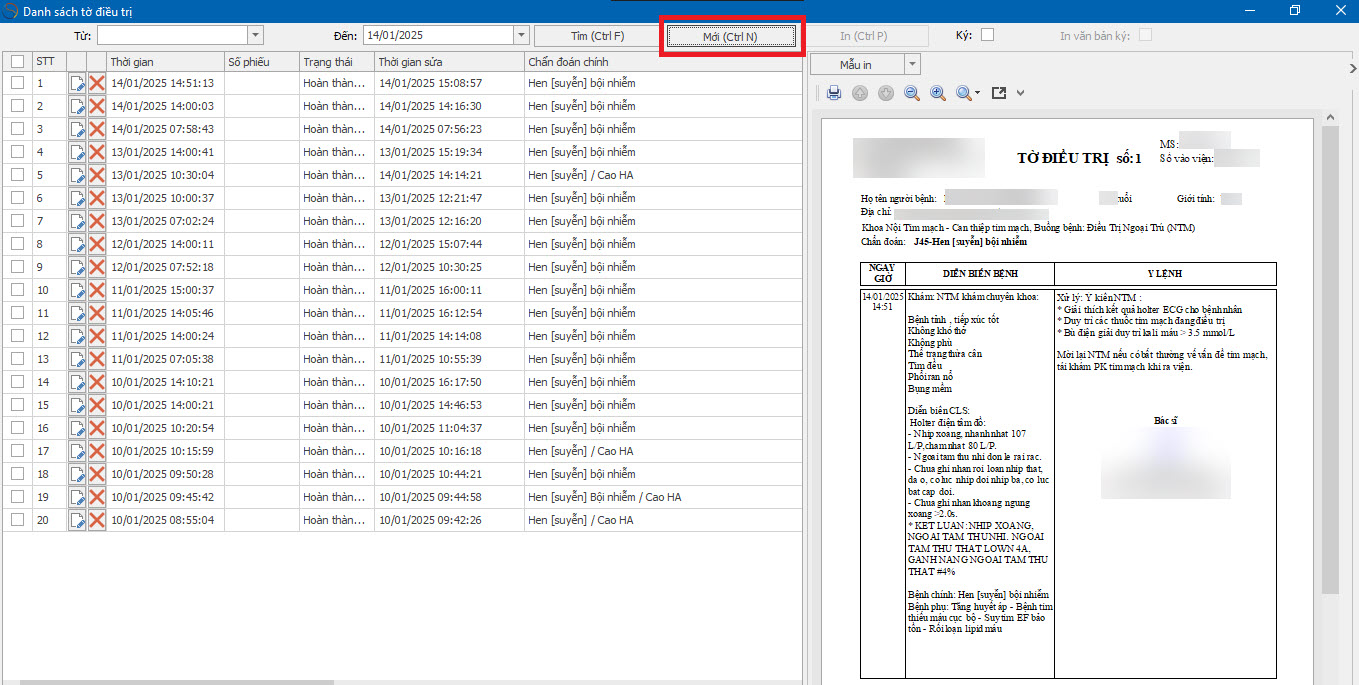 Danh sách tờ điều trị
Từ: Đến: 14/01/2025 Tìm (Ctrl F) Mới (Ctrl N) In (Ctrl P) Ký: In văn bản ký:
STT Thời gian Số phiếu Trạng thái Thời gian sửa Chẩn đoán chính
1 14/01/2025 14:51:13 Hoàn thàn... 14/01/2025 15:08:57 Hen [suyễn] bội nhiễm
2 14/01/2025 14:00:03 Hoàn thàn... 14/01/2025 14:16:30 Hen [suyễn] bội nhiễm
3 14/01/2025 07:58:43 Hoàn thàn... 14/01/2025 07:56:23 Hen [suyễn] bội nhiễm
4 13/01/2025 14:00:41 Hoàn thàn... 13/01/2025 15:19:34 Hen [suyễn] bội nhiễm
5 13/01/2025 10:30:04 Hoàn thàn... 14/01/2025 14:14:21 Hen [suyễn] / Cao HA
6 13/01/2025 10:00:37 Hoàn thàn... 13/01/2025 12:21:47 Hen [suyễn] bội nhiễm
7 13/01/2025 07:02:24 Hoàn thàn... 13/01/2025 12:16:20 Hen [suyễn] bội nhiễm
8 12/01/2025 14:00:11 Hoàn thàn... 12/01/2025 15:07:44 Hen [suyễn] bội nhiễm
9 12/01/2025 07:52:18 Hoàn thàn... 12/01/2025 10:30:25 Hen [suyễn] bội nhiễm
10 11/01/2025 15:00:37 Hoàn thàn... 11/01/2025 16:00:11 Hen [suyễn] bội nhiễm
11 11/01/2025 14:05:46 Hoàn thàn... 11/01/2025 16:12:54 Hen [suyễn] bội nhiễm
12 11/01/2025 14:00:24 Hoàn thàn... 11/01/2025 14:14:08 Hen [suyễn] bội nhiễm
13 11/01/2025 07:05:38 Hoàn thàn... 11/01/2025 10:55:39 Hen [suyễn] bội nhiễm
14 10/01/2025 14:10:21 Hoàn thàn... 10/01/2025 16:17:50 Hen [suyễn] bội nhiễm
15 10/01/2025 14:00:21 Hoàn thàn... 10/01/2025 14:46:53 Hen [suyễn] bội nhiễm
16 10/01/2025 10:20:54 Hoàn thàn... 10/01/2025 11:04:37 Hen [suyễn] bội nhiễm
17 10/01/2025 10:15:59 Hoàn thàn... 10/01/2025 10:16:18 Hen [suyễn] / Cao HA
18 10/01/2025 09:50:28 Hoàn thàn... 10/01/2025 10:44:21 Hen [suyễn] bội nhiễm
19 10/01/2025 09:45:42 Hoàn thàn... 10/01/2025 09:44:58 Hen [suyễn] Bội nhiễm / Cao HA
20 10/01/2025 08:55:04 Hoàn thàn... 10/01/2025 09:42:26 Hen [suyễn] / Cao HA
Mẫu in
TỜ ĐIỀU TRỊ số:1
MS:
Số vào viện:
Họ tên người bệnh: tuổi Giới tính:
Địa chỉ:
Khoa Nội Tim mạch - Can thiệp tim mạch, Buồng bệnh: Điều Trị Ngoại Trú (NTM)
Chẩn đoán: J45-Hen [suyễn] bội nhiễm
NGÀY GIỜ DIỄN BIẾN BỆNH Y LỆNH
14/01/2025
14:51
Khám: NTM khám chuyên khoa:
Bệnh tỉnh , tiếp xúc tốt
Không khó thở
Không phù
Thể trạng thừa cân
Tim đều
Phổi ran nổ
Bụng mềm
Diễn biến CLS:
Holter điện tâm đồ:
- Nhip xoang, nhanh nhat 107
L/P,cham nhat 80 L/P.
- Ngoai tam thu nhi don le rai rac.
- Chua ghi nhan roi loan nhip that,
da o, co luc nhip doi nhip ba, co luc
bat cap doi.
- Chua ghi nhan khoang ngung
xoang >2.0s.
* KET LUAN: NHIP XOANG,
NGOAI TAM THU NHI. NGOAI
TAM THU THAT LOWN 4A,
GANH NANG NGOAI TAM THU
THAT #4%
Bệnh chính: Hen [suyễn] bội nhiễm
Bệnh phụ: Tăng huyết áp - Bệnh tim
thiếu máu cục bộ - Suy tim EF bảo
tồn - Rối loạn lipid máu
Xử lý: Ý kiến NTM :
* Giải thích kết quả holter ECG cho bệnh nhân
* Duy trì các thuốc tim mạch đang điều trị
* Bù điện giải duy trì kali máu > 3.5 mmol/L
Mời lại NTM nếu có bất thường về vấn đề tim mạch,
tái khám PK tim mạch khi ra viện.
Bác sĩ